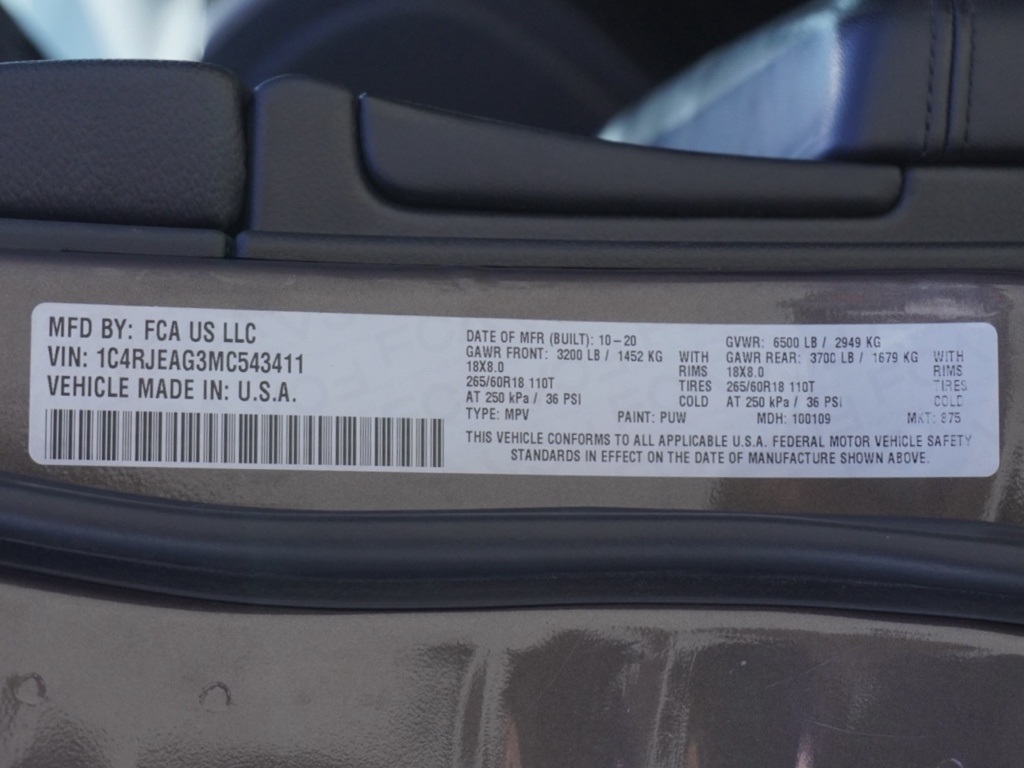 MFD BY: FCA US LLC
VIN: 1C4RJEAG3MC543411
VEHICLE MADE IN: U.S.A.
DATE OF MFR (BUILT): 10-20
GAWR FRONT: 3200 LB / 1452 KG WITH
18X8.0 RIMS
265/60R18 110T TIRES
AT 250 kPa / 36 PSI COLD
GVWR: 6500 LB / 2949 KG
GAWR REAR: 3700 LB / 1679 KG WITH
18X8.0 RIMS
265/60R18 110T TIRES
AT 250 kPa / 36 PSI COLD
TYPE: MPV PAINT: PUW MDH: 100109 MKT: 875
THIS VEHICLE CONFORMS TO ALL APPLICABLE U.S.A. FEDERAL MOTOR VEHICLE SAFETY
STANDARDS IN EFFECT ON THE DATE OF MANUFACTURE SHOWN ABOVE.